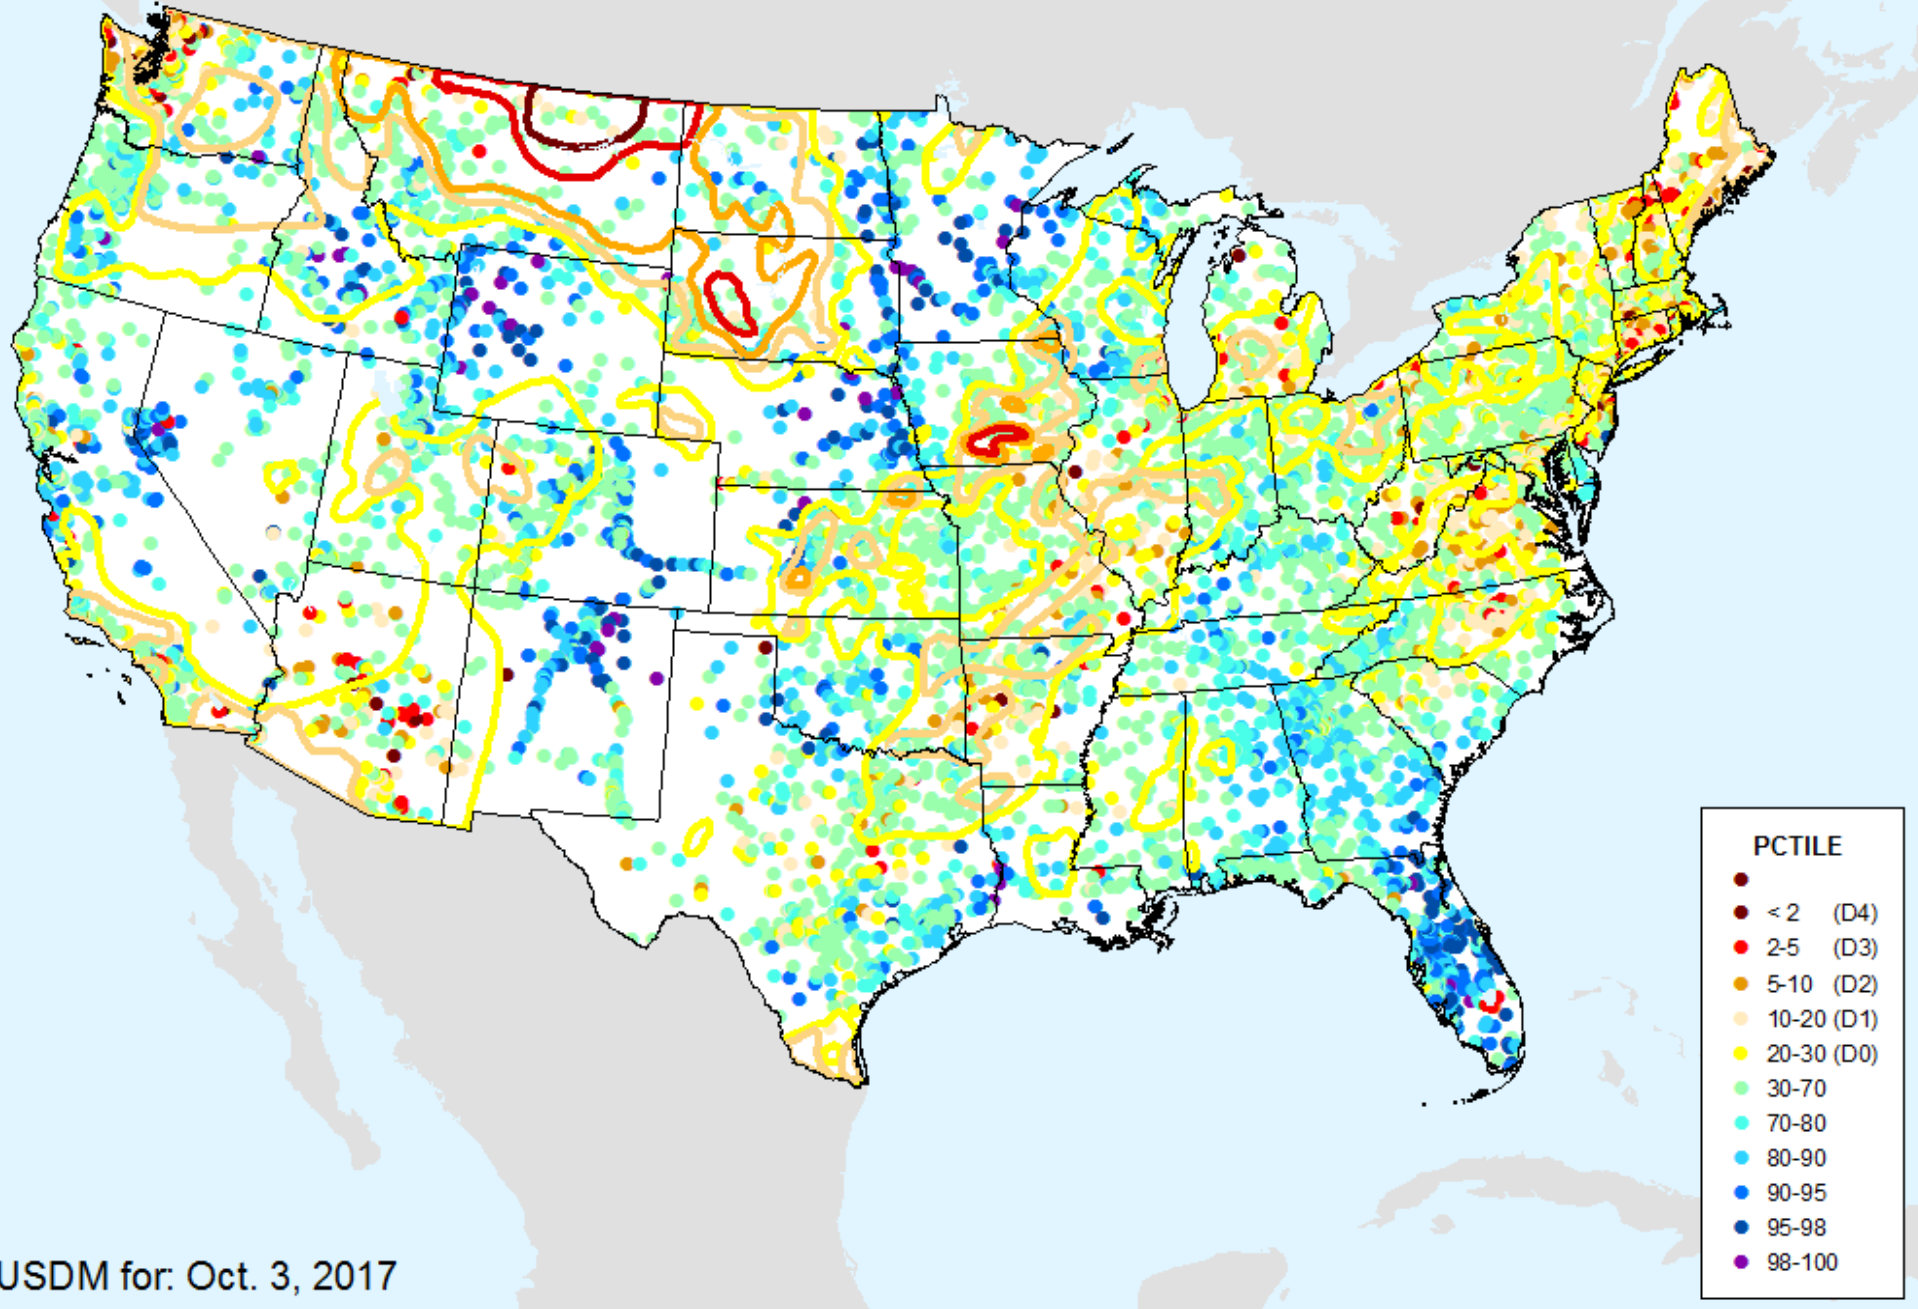 PCTILE
< 2 (D4)
2-5 (D3)
5-10 (D2)
10-20 (D1)
20-30 (D0)
30-70
70-80
80-90
90-95
95-98
98-100
USDM for: Oct. 3, 2017